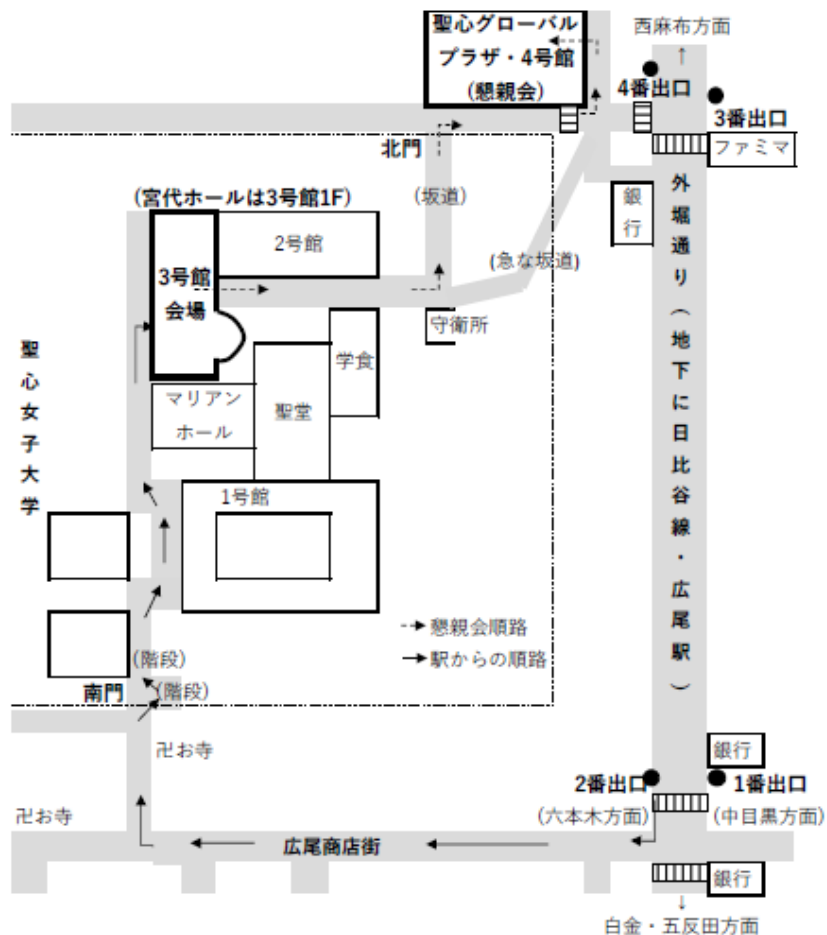 聖心グローバル
プラザ・4号館
(懇親会)
西麻布方面
↑
4番出口
3番出口
ファミマ
北門
(坂道)
銀
行
(急な坂道)
(宮代ホールは3号館1F)
2号館
3号館
会場
守衛所
学食
マリアン
ホール
聖堂
聖心女子大学
1号館
外堀通り(地下に日比谷線・広尾駅)
懇親会順路
駅からの順路
(階段)
南門
(階段)
卍お寺
卍お寺
銀行
2番出口
1番出口
(六本木方面)
(中目黒方面)
広尾商店街
銀行
↓
白金・五反田方面